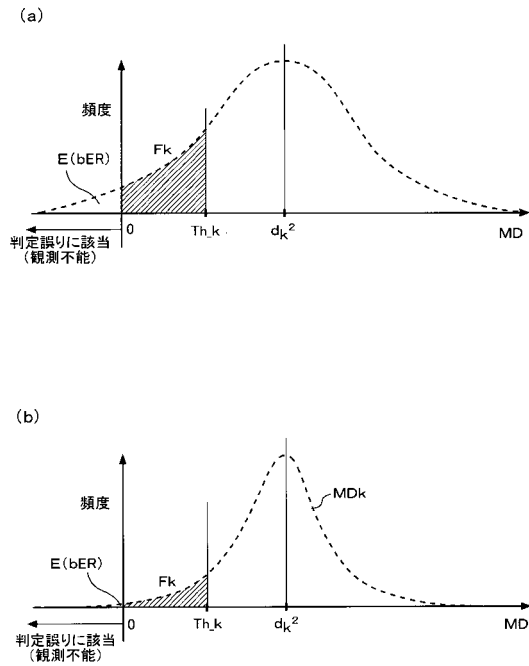 (a)
頻度
Fk
E(bER)
0
Th_k
dk²
MD
判定誤りに該当
(観測不能)
(b)
頻度
MDk
E(bER)
Fk
0
Th_k
dk²
MD
判定誤りに該当
(観測不能)